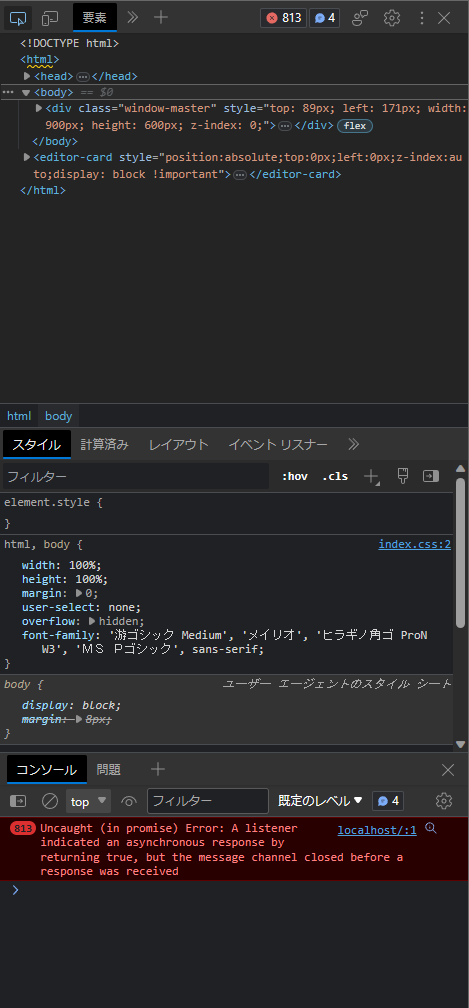 要素
813
4
<!DOCTYPE html>
<html>
<head> </head>
<body> == $0
<div class="window-master" style="top: 89px; left: 171px; width:
900px; height: 600px; z-index: 0;"> </div> flex
</body>
<editor-card style="position:absolute;top:0px;left:0px;z-index:au
to;display: block !important"> </editor-card>
</html>
html body
スタイル 計算済み レイアウト イベント リスナー
フィルター :hov .cls
element.style {
}
html, body { index.css:2
width: 100%;
height: 100%;
margin: 0;
user-select: none;
overflow: hidden;
font-family: '游ゴシック Medium', 'メイリオ', 'ヒラギノ角ゴ ProN
W3', 'ＭＳ Ｐゴシック', sans-serif;
}
body { ユーザー エージェントのスタイル シート
display: block;
margin: 8px;
}
コンソール 問題
top フィルター 既定のレベル 4
813 Uncaught (in promise) Error: A listener localhost/:1
indicated an asynchronous response by
returning true, but the message channel closed before a
response was received